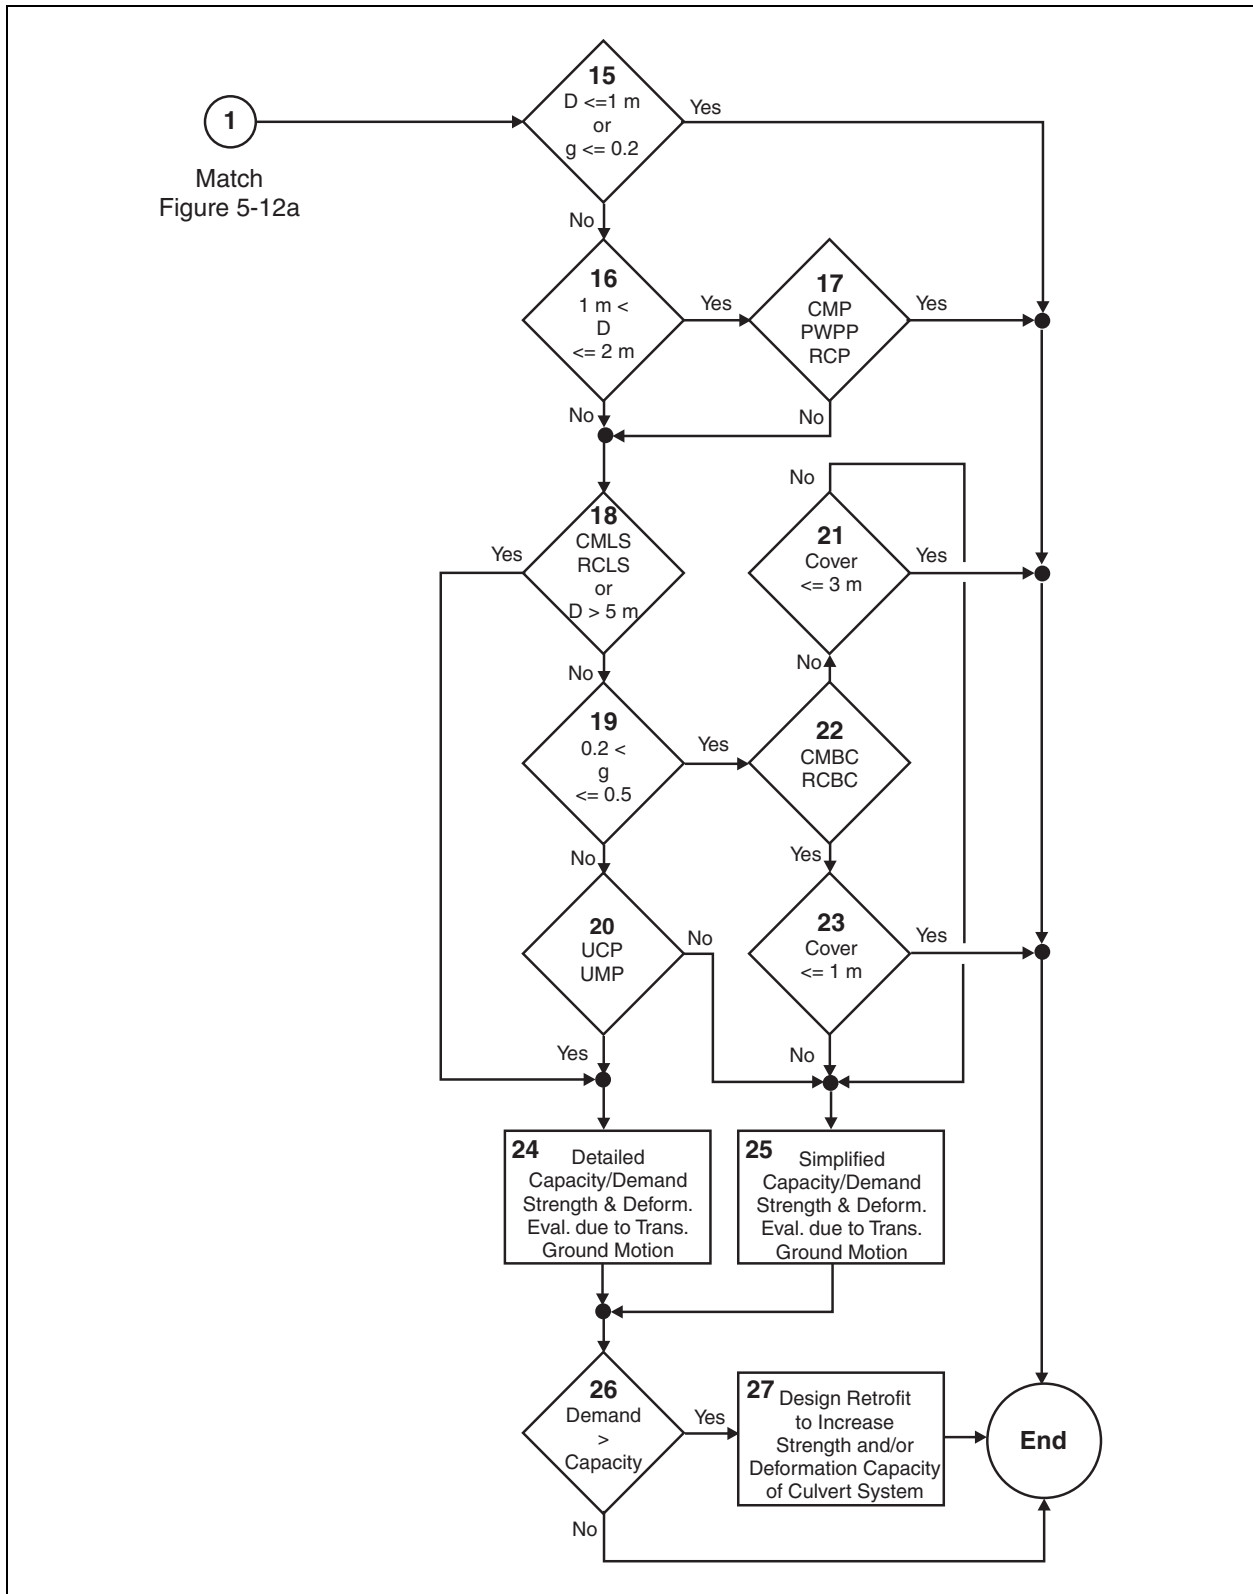 15
D <=1 m
or
g <= 0.2
Yes
1
Match
Figure 5-12a
No
16
1 m <
D
<= 2 m
Yes
17
CMP
PWPP
RCP
Yes
No
No
18
CMLS
RCLS
or
D > 5 m
Yes
No
21
Cover
<= 3 m
Yes
No
No
19
0.2 <
g
<= 0.5
Yes
22
CMBC
RCBC
No
Yes
20
UCP
UMP
No
23
Cover
<= 1 m
Yes
Yes
No
24
Detailed
Capacity/Demand
Strength & Deform.
Eval. due to Trans.
Ground Motion
25
Simplified
Capacity/Demand
Strength & Deform.
Eval. due to Trans.
Ground Motion
26
Demand
>
Capacity
Yes
27
Design Retrofit
to Increase
Strength and/or
Deformation Capacity
of Culvert System
End
No